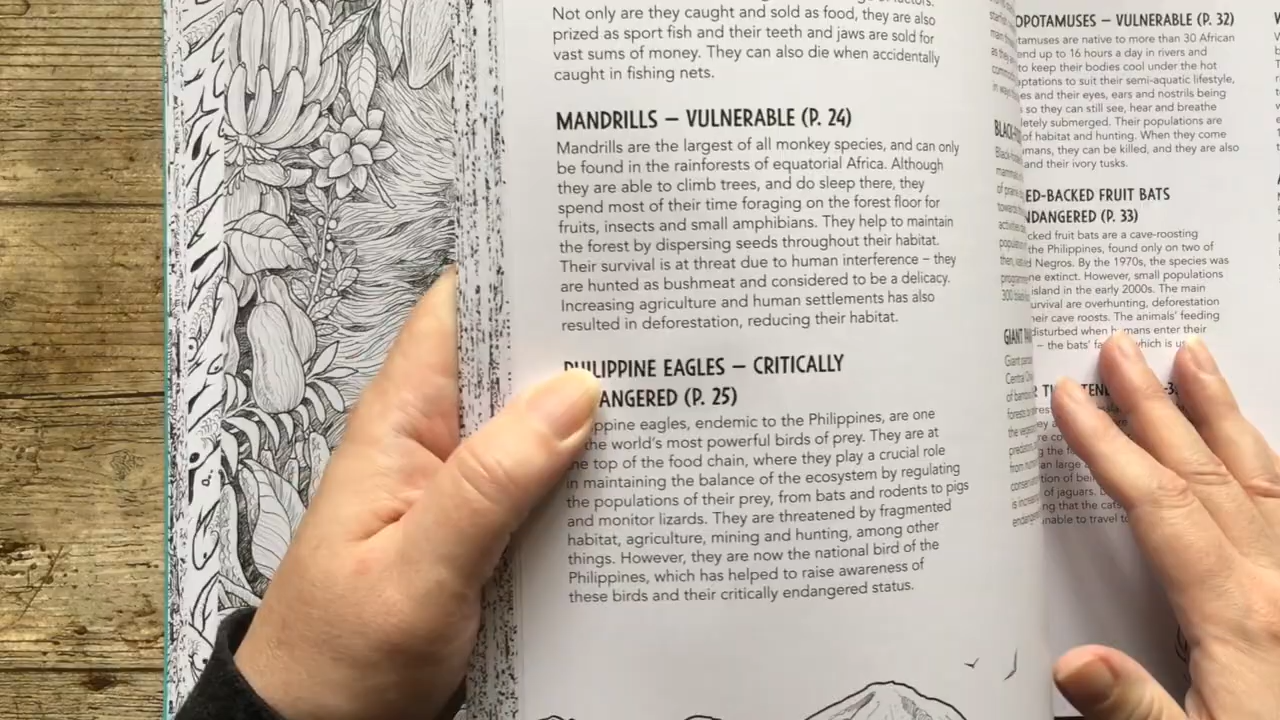 Not only are they caught and sold as food, they are also
prized as sport fish and their teeth and jaws are sold for
vast sums of money. They can also die when accidentally
caught in fishing nets.
MANDRILLS – VULNERABLE (P. 24)
Mandrills are the largest of all monkey species, and can only
be found in the rainforests of equatorial Africa. Although
they are able to climb trees, and do sleep there, they
spend most of their time foraging on the forest floor for
fruits, insects and small amphibians. They help to maintain
the forest by dispersing seeds throughout their habitat.
Their survival is at threat due to human interference – they
are hunted as bushmeat and considered to be a delicacy.
Increasing agriculture and human settlements has also
resulted in deforestation, reducing their habitat.
PHILIPPINE EAGLES – CRITICALLY
ANGERED (P. 25)
ippine eagles, endemic to the Philippines, are one
the world's most powerful birds of prey. They are at
top of the food chain, where they play a crucial role
in maintaining the balance of the ecosystem by regulating
the populations of their prey, from bats and rodents to pigs
and monitor lizards. They are threatened by fragmented
habitat, agriculture, mining and hunting, among other
things. However, they are now the national bird of the
Philippines, which has helped to raise awareness of
these birds and their critically endangered status.
OPOTAMUSES – VULNERABLE (P. 32)
tamuses are native to more than 30 African
end up to 16 hours a day in rivers and
to keep their bodies cool under the hot
aptations to suit their semi-aquatic lifestyle,
es and their eyes, ears and nostrils being
so they can still see, hear and breathe
letely submerged. Their populations are
of habitat and hunting. When they come
mans, they can be killed, and they are also
and their ivory tusks.
ED-BACKED FRUIT BATS
NDANGERED (P. 33)
cked fruit bats are a cave-roosting
the Philippines, found only on two of
d Negros. By the 1970s, the species was
e extinct. However, small populations
island in the early 2000s. The main
urvival are overhunting, deforestation
heir cave roosts. The animals' feeding
disturbed when humans enter their
– the bats' which is